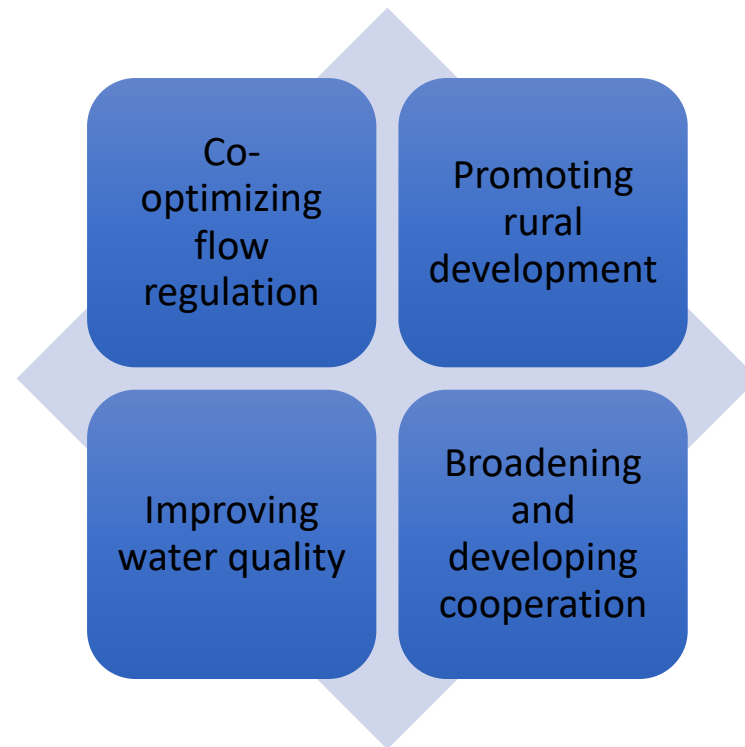 Co-
optimizing
flow
regulation
Promoting
rural
development
Improving
water quality
Broadening
and
developing
cooperation